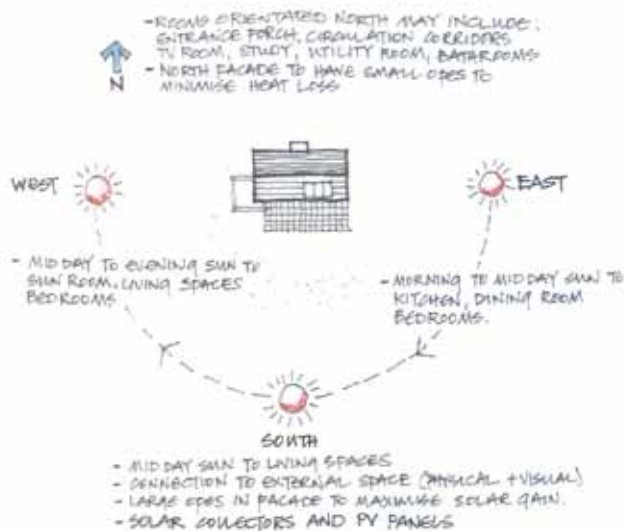 - ROOMS ORIENTATED NORTH MAY INCLUDE:
ENTRANCE PORCH, CIRCULATION CORRIDORS
TV ROOM, STUDY, UTILITY ROOM, BATHROOMS
- NORTH FACADE TO HAVE SMALL OPES TO
MINIMISE HEAT LOSS
N
WEST
EAST
- MID DAY TO EVENING SUN TO
SUN ROOM, LIVING SPACES
BEDROOMS
- MORNING TO MID DAY SUN TO
KITCHEN, DINING ROOM
BEDROOMS.
SOUTH
- MID DAY SUN TO LIVING SPACES
- CONNECTION TO EXTERNAL SPACE (PHYSICAL + VISUAL)
- LARGE OPES IN FACADE TO MAXIMISE SOLAR GAIN.
- SOLAR COLLECTORS AND PV PANELS